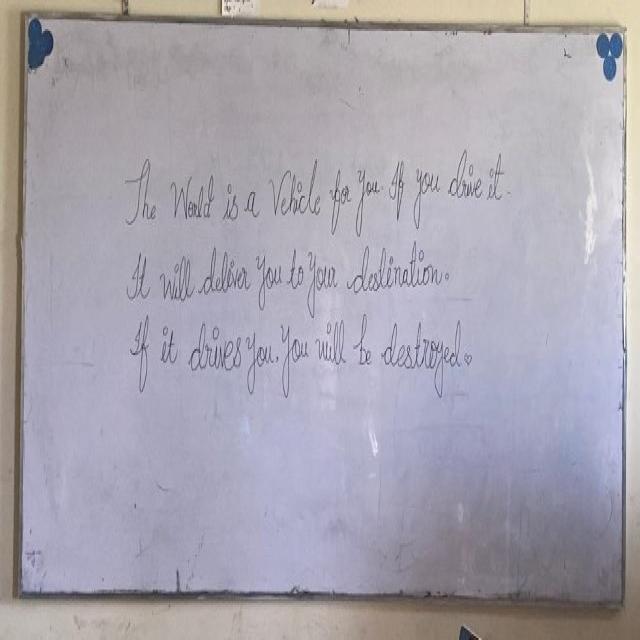 The World is a Vehicle for you If you drive it.
It will deliver you to your destination.
If it drives you. You will be destroyed.